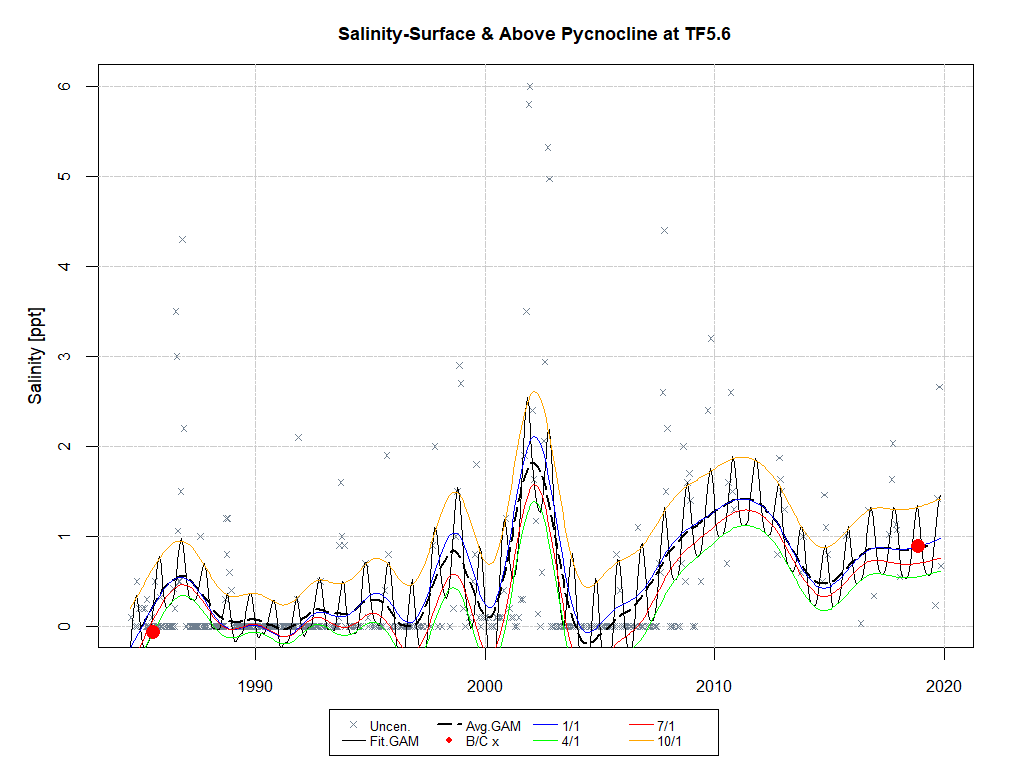 Salinity-Surface & Above Pycnocline at TF5.6
Salinity [ppt]
6
5
4
3
2
1
0
1990 2000 2010 2020
Uncen. Avg.GAM 1/1 7/1
Fit.GAM B/C x 4/1 10/1